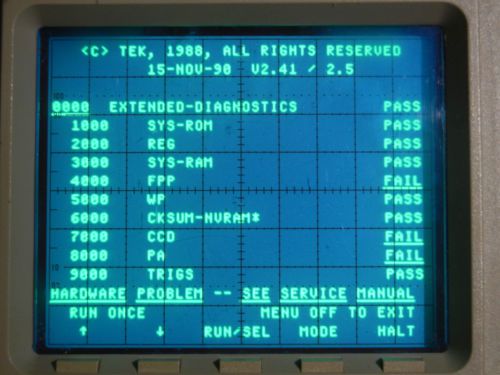 <C> TEK, 1988, ALL RIGHTS RESERVED
15-NOV-90 V2.41 / 2.5
0000 EXTENDED-DIAGNOSTICS PASS
1000 SYS-ROM PASS
2000 REG PASS
3000 SYS-RAM PASS
4000 FPP FAIL
5000 WP PASS
6000 CKSUM-NVRAM* PASS
7000 CCD FAIL
8000 PA FAIL
9000 TRIGS PASS
HARDWARE PROBLEM -- SEE SERVICE MANUAL
RUN ONCE MENU OFF TO EXIT
↑ ↓ RUN/SEL MODE HALT